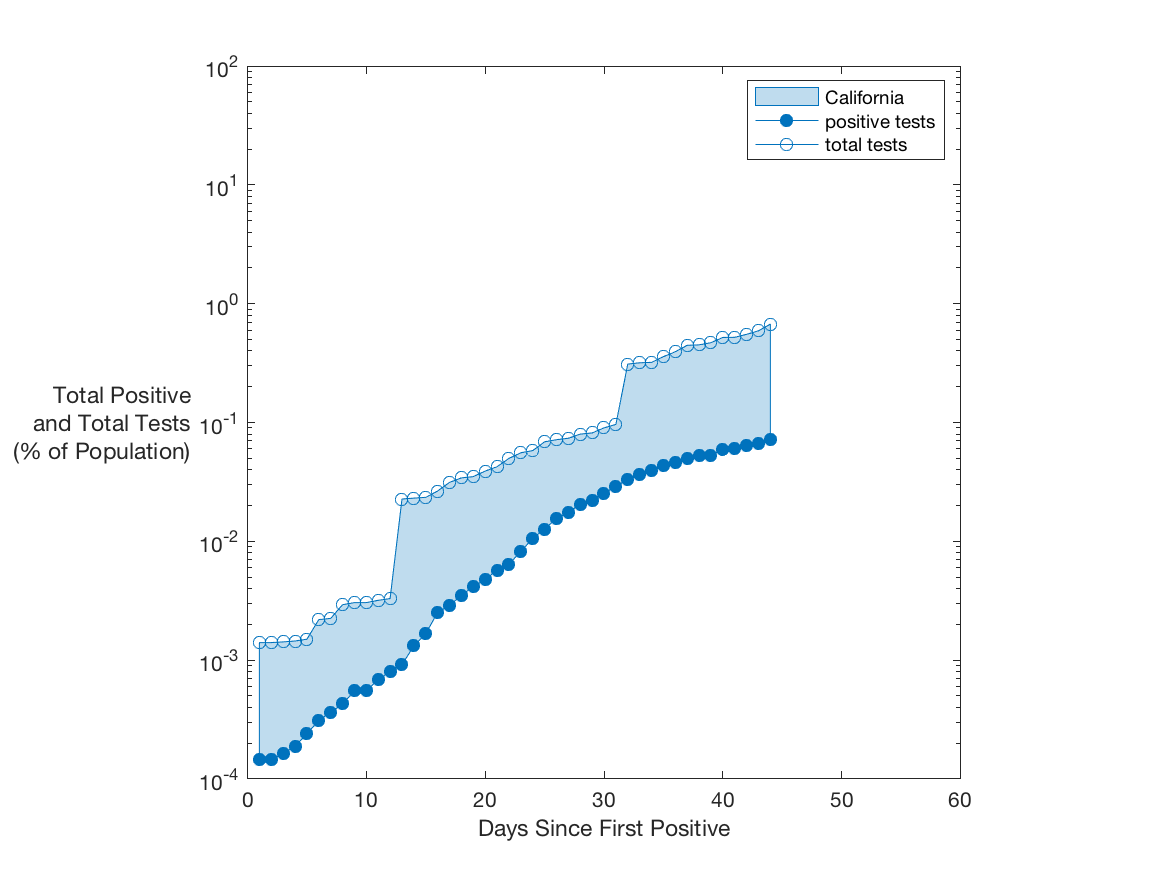 10^2
10^1
10^0
10^-1
10^-2
10^-3
10^-4
Total Positive
and Total Tests
(% of Population)
California
positive tests
total tests
0 10 20 30 40 50 60
Days Since First Positive